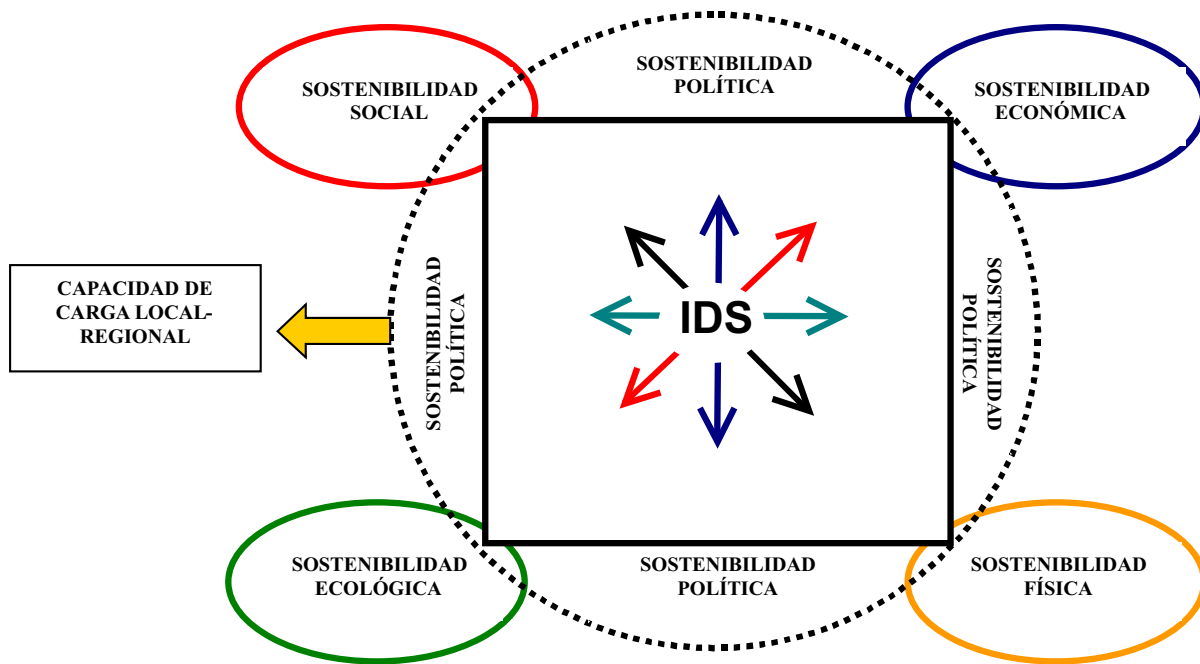 SOSTENIBILIDAD
POLÍTICA
SOSTENIBILIDAD
SOCIAL
SOSTENIBILIDAD
ECONÓMICA
CAPACIDAD DE
CARGA LOCAL-
REGIONAL
SOSTENIBILIDAD
POLÍTICA
IDS
SOSTENIBILIDAD
POLÍTICA
SOSTENIBILIDAD
ECOLÓGICA
SOSTENIBILIDAD
POLÍTICA
SOSTENIBILIDAD
FÍSICA